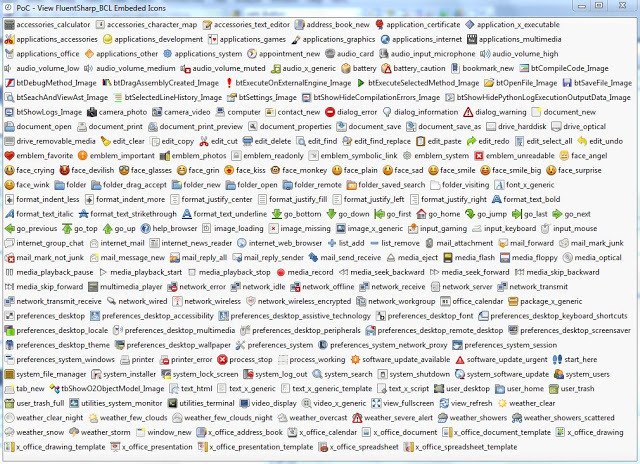 PoC - View FluentSharp_BCL Embeded Icons
accessories_calculator accessories_character_map accessories_text_editor address_book_new application_certificate application_x_executable
applications_accessories applications_development applications_games applications_graphics applications_internet applications_multimedia
applications_office applications_other applications_system appointment_new audio_card audio_input_microphone audio_volume_high
audio_volume_low audio_volume_medium audio_volume_muted audio_x_generic battery battery_caution bookmark_new btCompileCode_Image
btDebugMethod_Image btDragAssemblyCreated_Image btExecuteOnExternalEngine_Image btExecuteSelectedMethod_Image btOpenFile_Image btSaveFile_Image
btSeachAndViewAst_Image btSelectedLineHistory_Image btSettings_Image btShowHideCompilationErrors_Image btShowHidePythonLogExecutionOutputData_Image
btShowLogs_Image camera_photo camera_video computer contact_new dialog_error dialog_information dialog_warning document_new
document_open document_print document_print_preview document_properties document_save document_save_as drive_harddisk drive_optical
drive_removable_media edit_clear edit_copy edit_cut edit_delete edit_find edit_find_replace edit_paste edit_redo edit_select_all edit_undo
emblem_favorite emblem_important emblem_photos emblem_readonly emblem_symbolic_link emblem_system emblem_unreadable face_angel
face_crying face_devilish face_glasses face_grin face_kiss face_monkey face_plain face_sad face_smile face_smile_big face_surprise
face_wink folder folder_drag_accept folder_new folder_open folder_remote folder_saved_search folder_visiting font_x_generic
format_indent_less format_indent_more format_justify_center format_justify_fill format_justify_left format_justify_right format_text_bold
format_text_italic format_text_strikethrough format_text_underline go_bottom go_down go_first go_home go_jump go_last go_next
go_previous go_top go_up help_browser image_loading image_missing image_x_generic input_gaming input_keyboard input_mouse
internet_group_chat internet_mail internet_news_reader internet_web_browser list_add list_remove mail_attachment mail_forward mail_mark_junk
mail_mark_not_junk mail_message_new mail_reply_all mail_reply_sender mail_send_receive media_eject media_flash media_floppy media_optical
media_playback_pause media_playback_start media_playback_stop media_record media_seek_backward media_seek_forward media_skip_backward
media_skip_forward multimedia_player network_error network_idle network_offline network_receive network_server network_transmit
network_transmit_receive network_wired network_wireless network_wireless_encrypted network_workgroup office_calendar package_x_generic
preferences_desktop preferences_desktop_accessibility preferences_desktop_assistive_technology preferences_desktop_font preferences_desktop_keyboard_shortcuts
preferences_desktop_locale preferences_desktop_multimedia preferences_desktop_peripherals preferences_desktop_remote_desktop preferences_desktop_screensaver
preferences_desktop_theme preferences_desktop_wallpaper preferences_system preferences_system_network_proxy preferences_system_session
preferences_system_windows printer printer_error process_stop process_working software_update_available software_update_urgent start_here
system_file_manager system_installer system_lock_screen system_log_out system_search system_shutdown system_software_update system_users
tab_new tbShowO2ObjectModel_Image text_html text_x_generic text_x_generic_template text_x_script user_desktop user_home user_trash
user_trash_full utilities_system_monitor utilities_terminal video_display video_x_generic view_fullscreen view_refresh weather_clear
weather_clear_night weather_few_clouds weather_few_clouds_night weather_overcast weather_severe_alert weather_showers weather_showers_scattered
weather_snow weather_storm window_new x_office_address_book x_office_calendar x_office_document x_office_document_template x_office_drawing
x_office_drawing_template x_office_presentation x_office_presentation_template x_office_spreadsheet x_office_spreadsheet_template